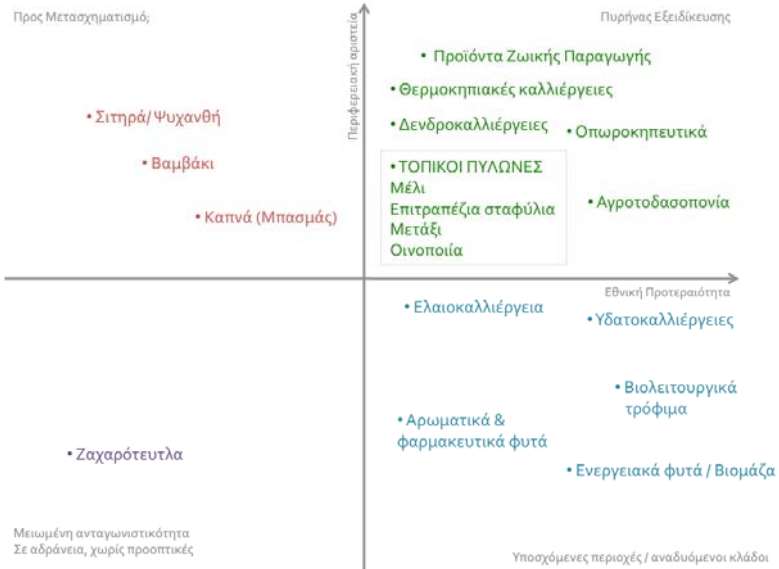 Προς Μετασχηματισμό;
Πυρήνας Εξειδίκευσης
Περιφερειακή αριστεία
• Σιτηρά/ Ψυχανθή
• Βαμβάκι
• Καπνά (Μπασμάς)
• Προϊόντα Ζωικής Παραγωγής
• Θερμοκηπιακές καλλιέργειες
• Δενδροκαλλιέργειες
• Οπωροκηπευτικά
• ΤΟΠΙΚΟΙ ΠΥΛΩΝΕΣ
Μέλι
Επιτραπέζια σταφύλια
Μετάξι
Οινοποιία
• Αγροτοδασοπονία
Εθνική Προτεραιότητα
• Ελαιοκαλλιέργεια
• Υδατοκαλλιέργειες
• Βιολειτουργικά
τρόφιμα
• Αρωματικά &
φαρμακευτικά φυτά
• Ενεργειακά φυτά / Βιομάζα
• Ζαχαρότευτλα
Μειωμένη ανταγωνιστικότητα
Σε αδράνεια, χωρίς προοπτικές
Υποσχόμενες περιοχές / αναδυόμενοι κλάδοι